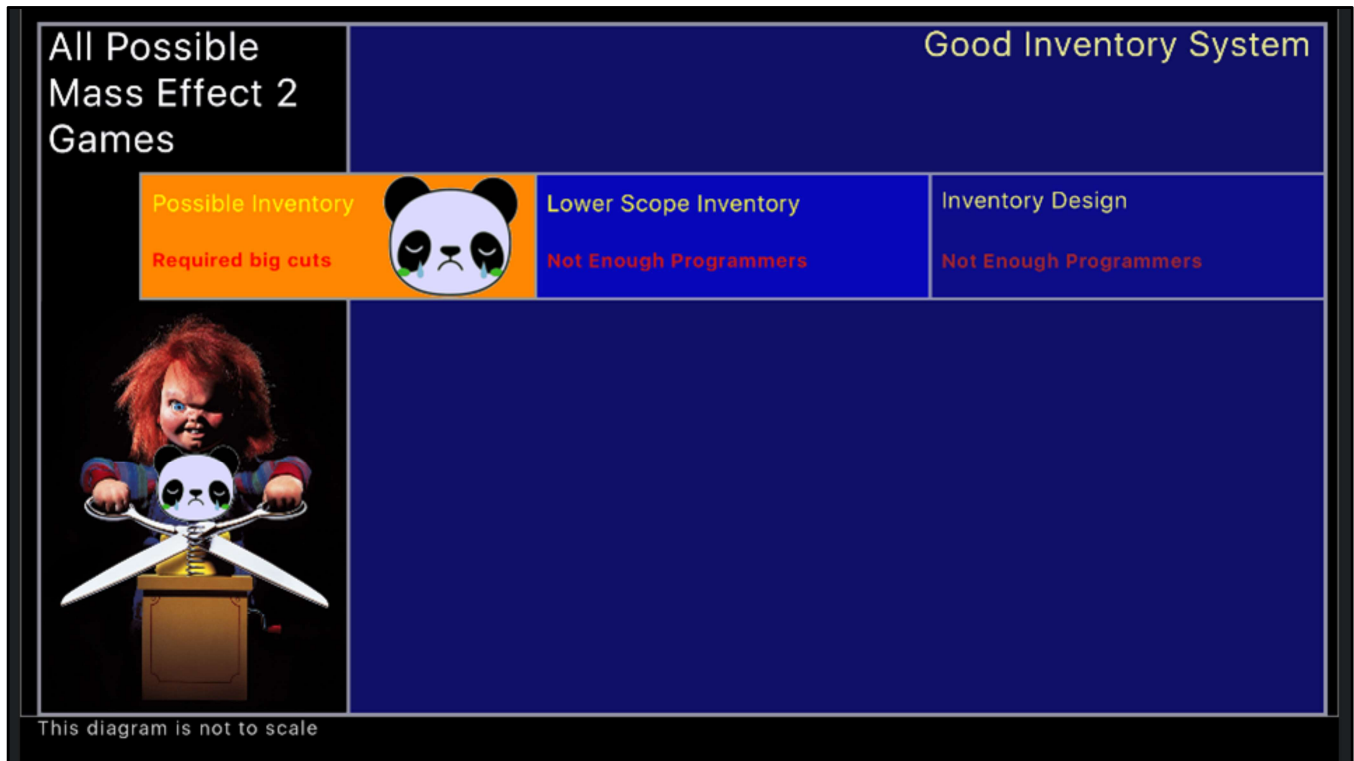 All Possible
Mass Effect 2
Games
Good Inventory System
Possible Inventory
Required big cuts
Lower Scope Inventory
Not Enough Programmers
Inventory Design
Not Enough Programmers
This diagram is not to scale